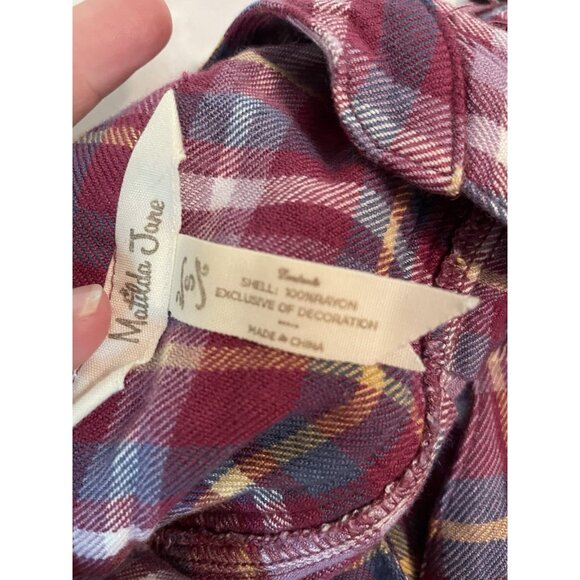 Matilda Jane
SHELL: 100%RAYON
EXCLUSIVE OF DECORATION
MADE IN CHINA